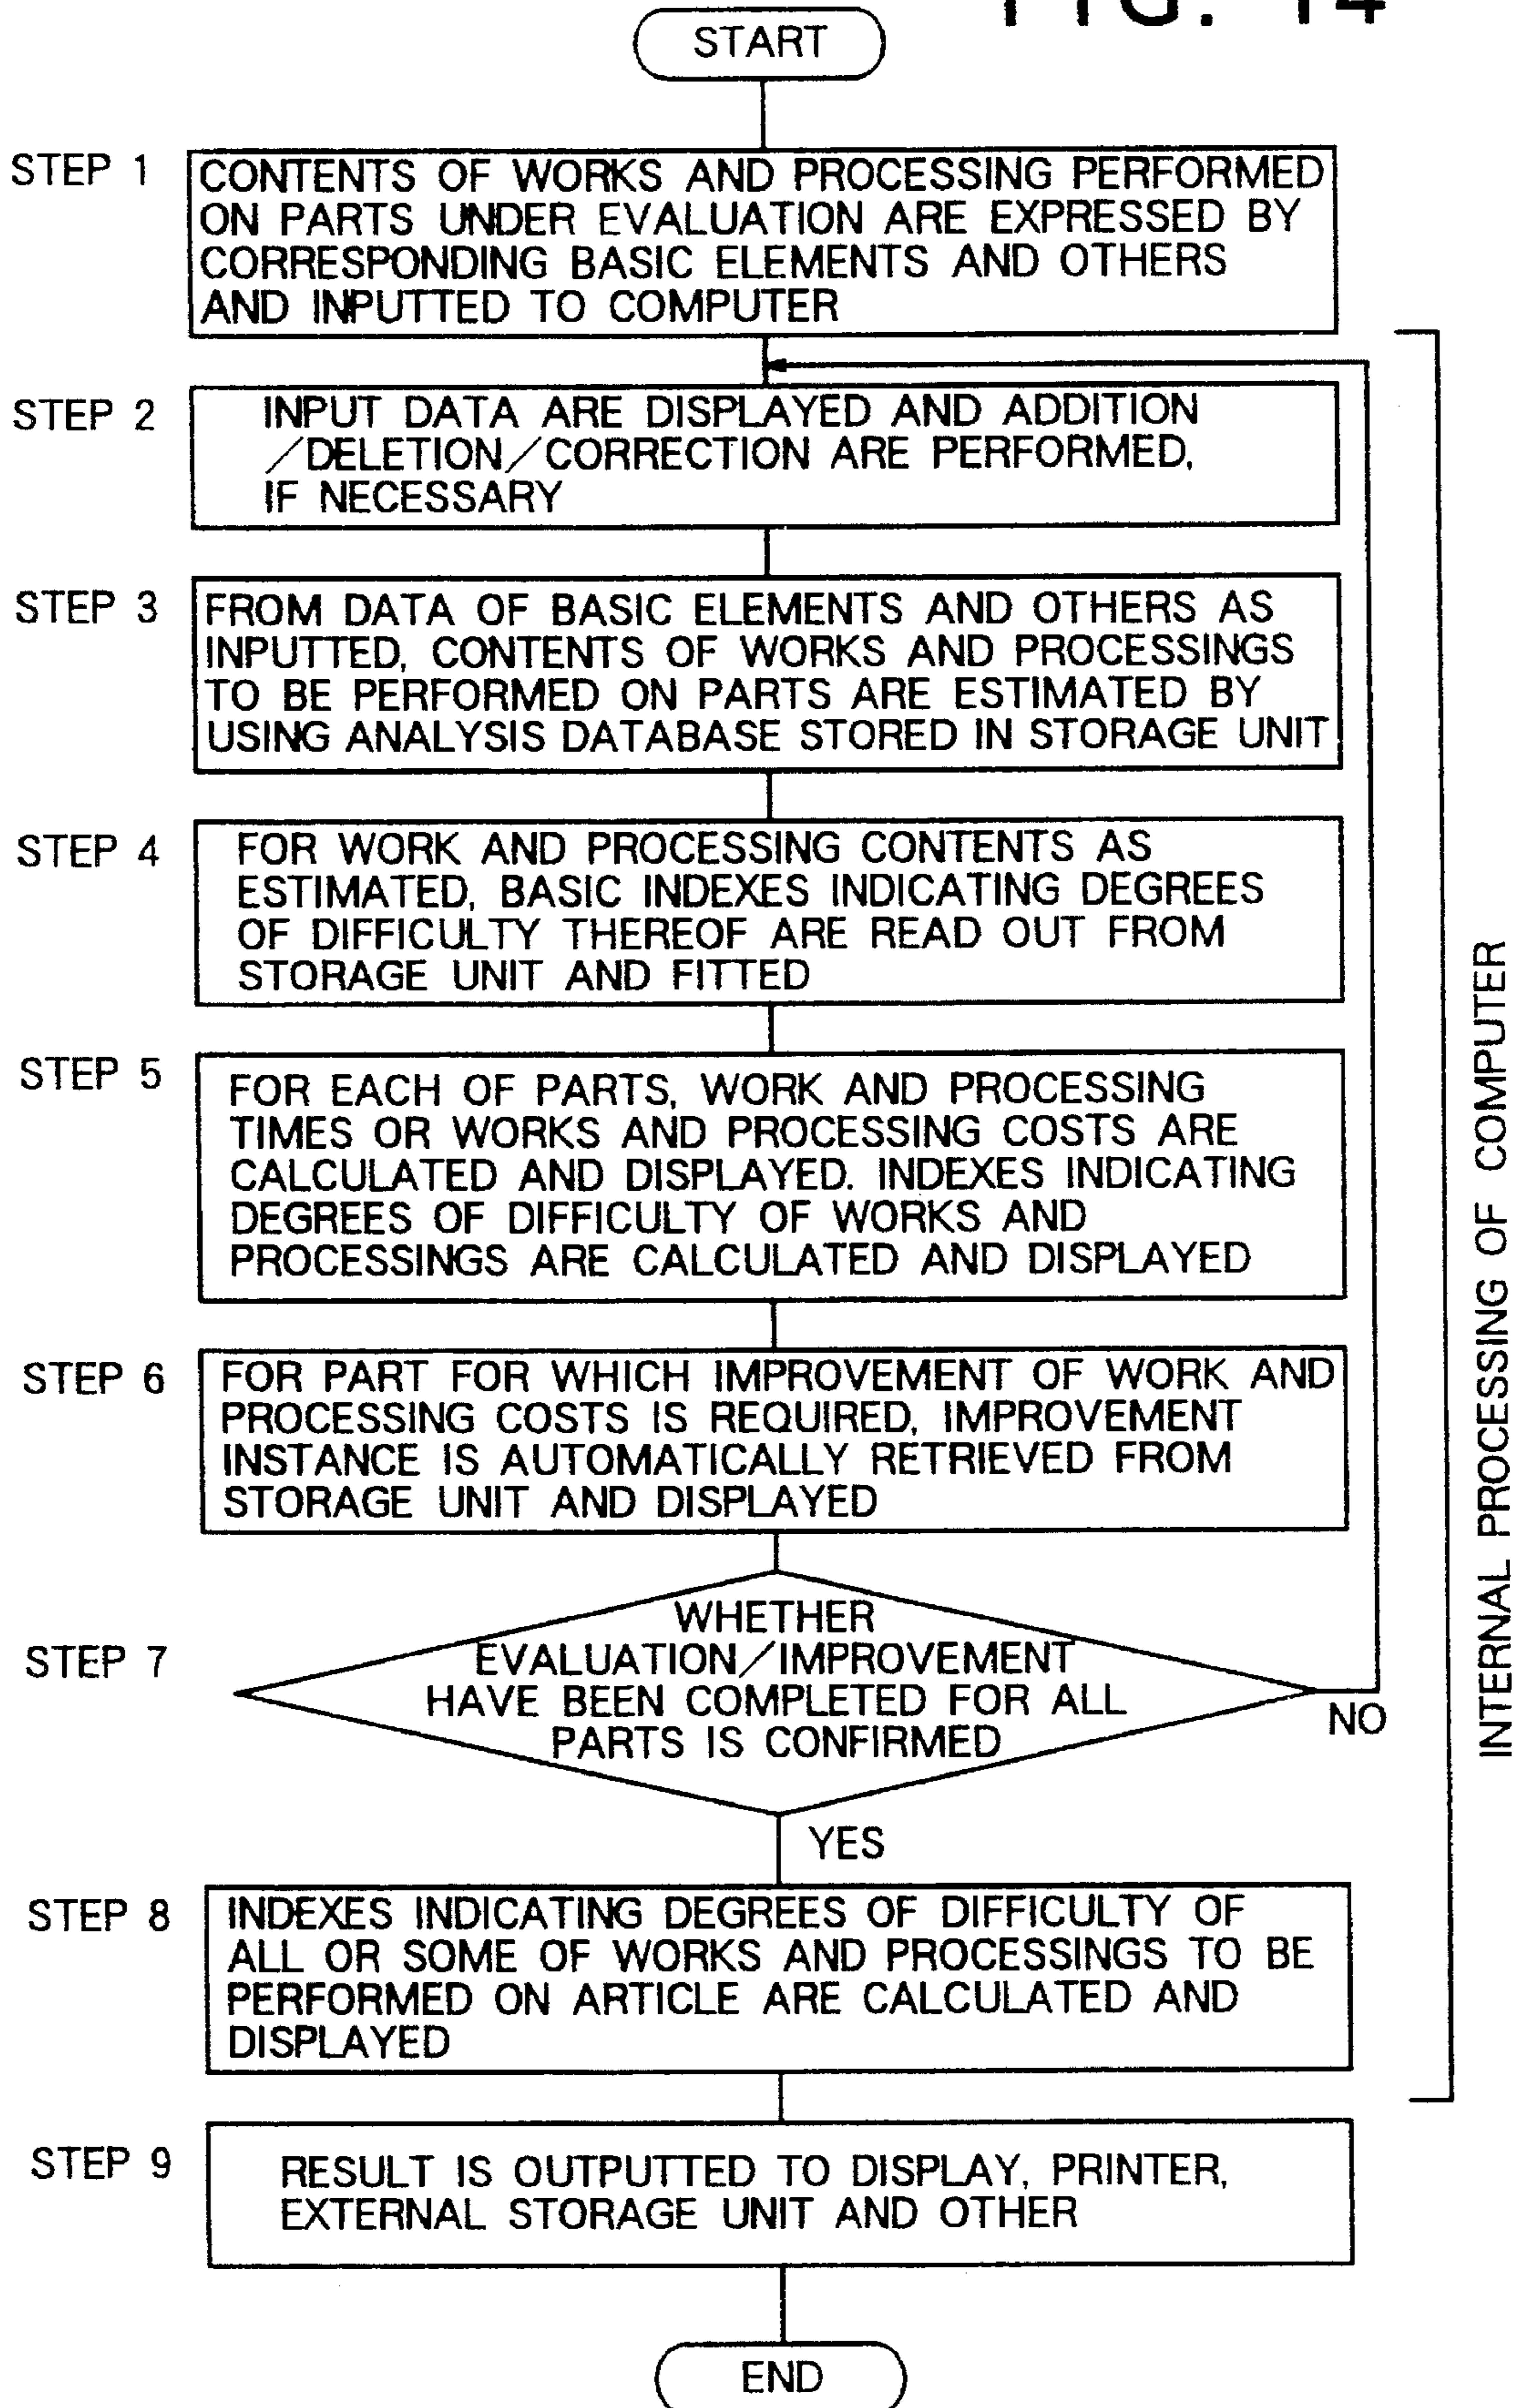 FIG. 14
START
STEP 1
CONTENTS OF WORKS AND PROCESSING PERFORMED
ON PARTS UNDER EVALUATION ARE EXPRESSED BY
CORRESPONDING BASIC ELEMENTS AND OTHERS
AND INPUTTED TO COMPUTER
STEP 2
INPUT DATA ARE DISPLAYED AND ADDITION
/DELETION/CORRECTION ARE PERFORMED,
IF NECESSARY
STEP 3
FROM DATA OF BASIC ELEMENTS AND OTHERS AS
INPUTTED, CONTENTS OF WORKS AND PROCESSINGS
TO BE PERFORMED ON PARTS ARE ESTIMATED BY
USING ANALYSIS DATABASE STORED IN STORAGE UNIT
STEP 4
FOR WORK AND PROCESSING CONTENTS AS
ESTIMATED, BASIC INDEXES INDICATING DEGREES
OF DIFFICULTY THEREOF ARE READ OUT FROM
STORAGE UNIT AND FITTED
STEP 5
FOR EACH OF PARTS, WORK AND PROCESSING
TIMES OR WORKS AND PROCESSING COSTS ARE
CALCULATED AND DISPLAYED. INDEXES INDICATING
DEGREES OF DIFFICULTY OF WORKS AND
PROCESSINGS ARE CALCULATED AND DISPLAYED
STEP 6
FOR PART FOR WHICH IMPROVEMENT OF WORK AND
PROCESSING COSTS IS REQUIRED, IMPROVEMENT
INSTANCE IS AUTOMATICALLY RETRIEVED FROM
STORAGE UNIT AND DISPLAYED
STEP 7
WHETHER
EVALUATION/IMPROVEMENT
HAVE BEEN COMPLETED FOR ALL
PARTS IS CONFIRMED
NO
YES
STEP 8
INDEXES INDICATING DEGREES OF DIFFICULTY OF
ALL OR SOME OF WORKS AND PROCESSINGS TO BE
PERFORMED ON ARTICLE ARE CALCULATED AND
DISPLAYED
STEP 9
RESULT IS OUTPUTTED TO DISPLAY, PRINTER,
EXTERNAL STORAGE UNIT AND OTHER
END
INTERNAL PROCESSING OF COMPUTER